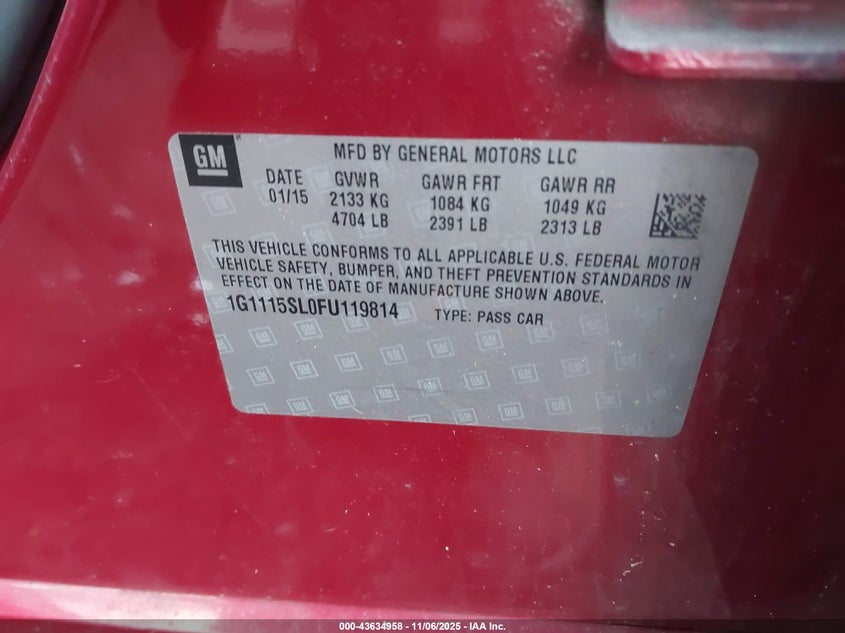 GM
MFD BY GENERAL MOTORS LLC
DATE GVWR GAWR FRT GAWR RR
01/15 2133 KG 1084 KG 1049 KG
4704 LB 2391 LB 2313 LB
THIS VEHICLE CONFORMS TO ALL APPLICABLE U.S. FEDERAL MOTOR
VEHICLE SAFETY, BUMPER, AND THEFT PREVENTION STANDARDS IN
EFFECT ON THE DATE OF MANUFACTURE SHOWN ABOVE.
1G1115SL0FU119814 TYPE: PASS CAR
000-43634958 - 11/06/2025 - IAA Inc.